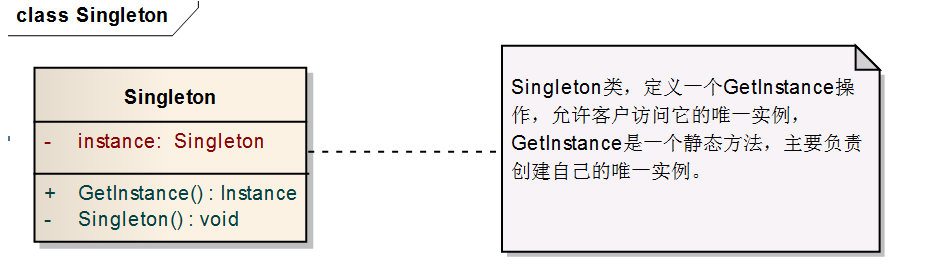 class Singleton
Singleton
- instance: Singleton
+ GetInstance() : Instance
- Singleton() : void
Singleton类，定义一个GetInstance操
作，允许客户访问它的唯一实例，
GetInstance是一个静态方法，主要负责
创建自己的唯一实例。